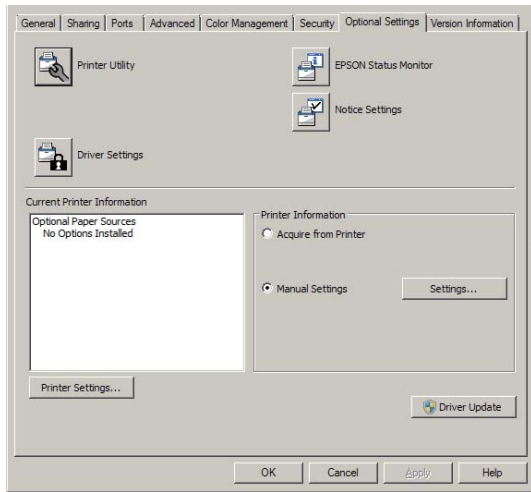 General Sharing Ports Advanced Color Management Security Optional Settings Version Information
Printer Utility
EPSON Status Monitor
Notice Settings
Driver Settings
Current Printer Information
Optional Paper Sources
No Options Installed
Printer Information
Acquire from Printer
Manual Settings
Settings...
Printer Settings...
Driver Update
OK Cancel Apply Help